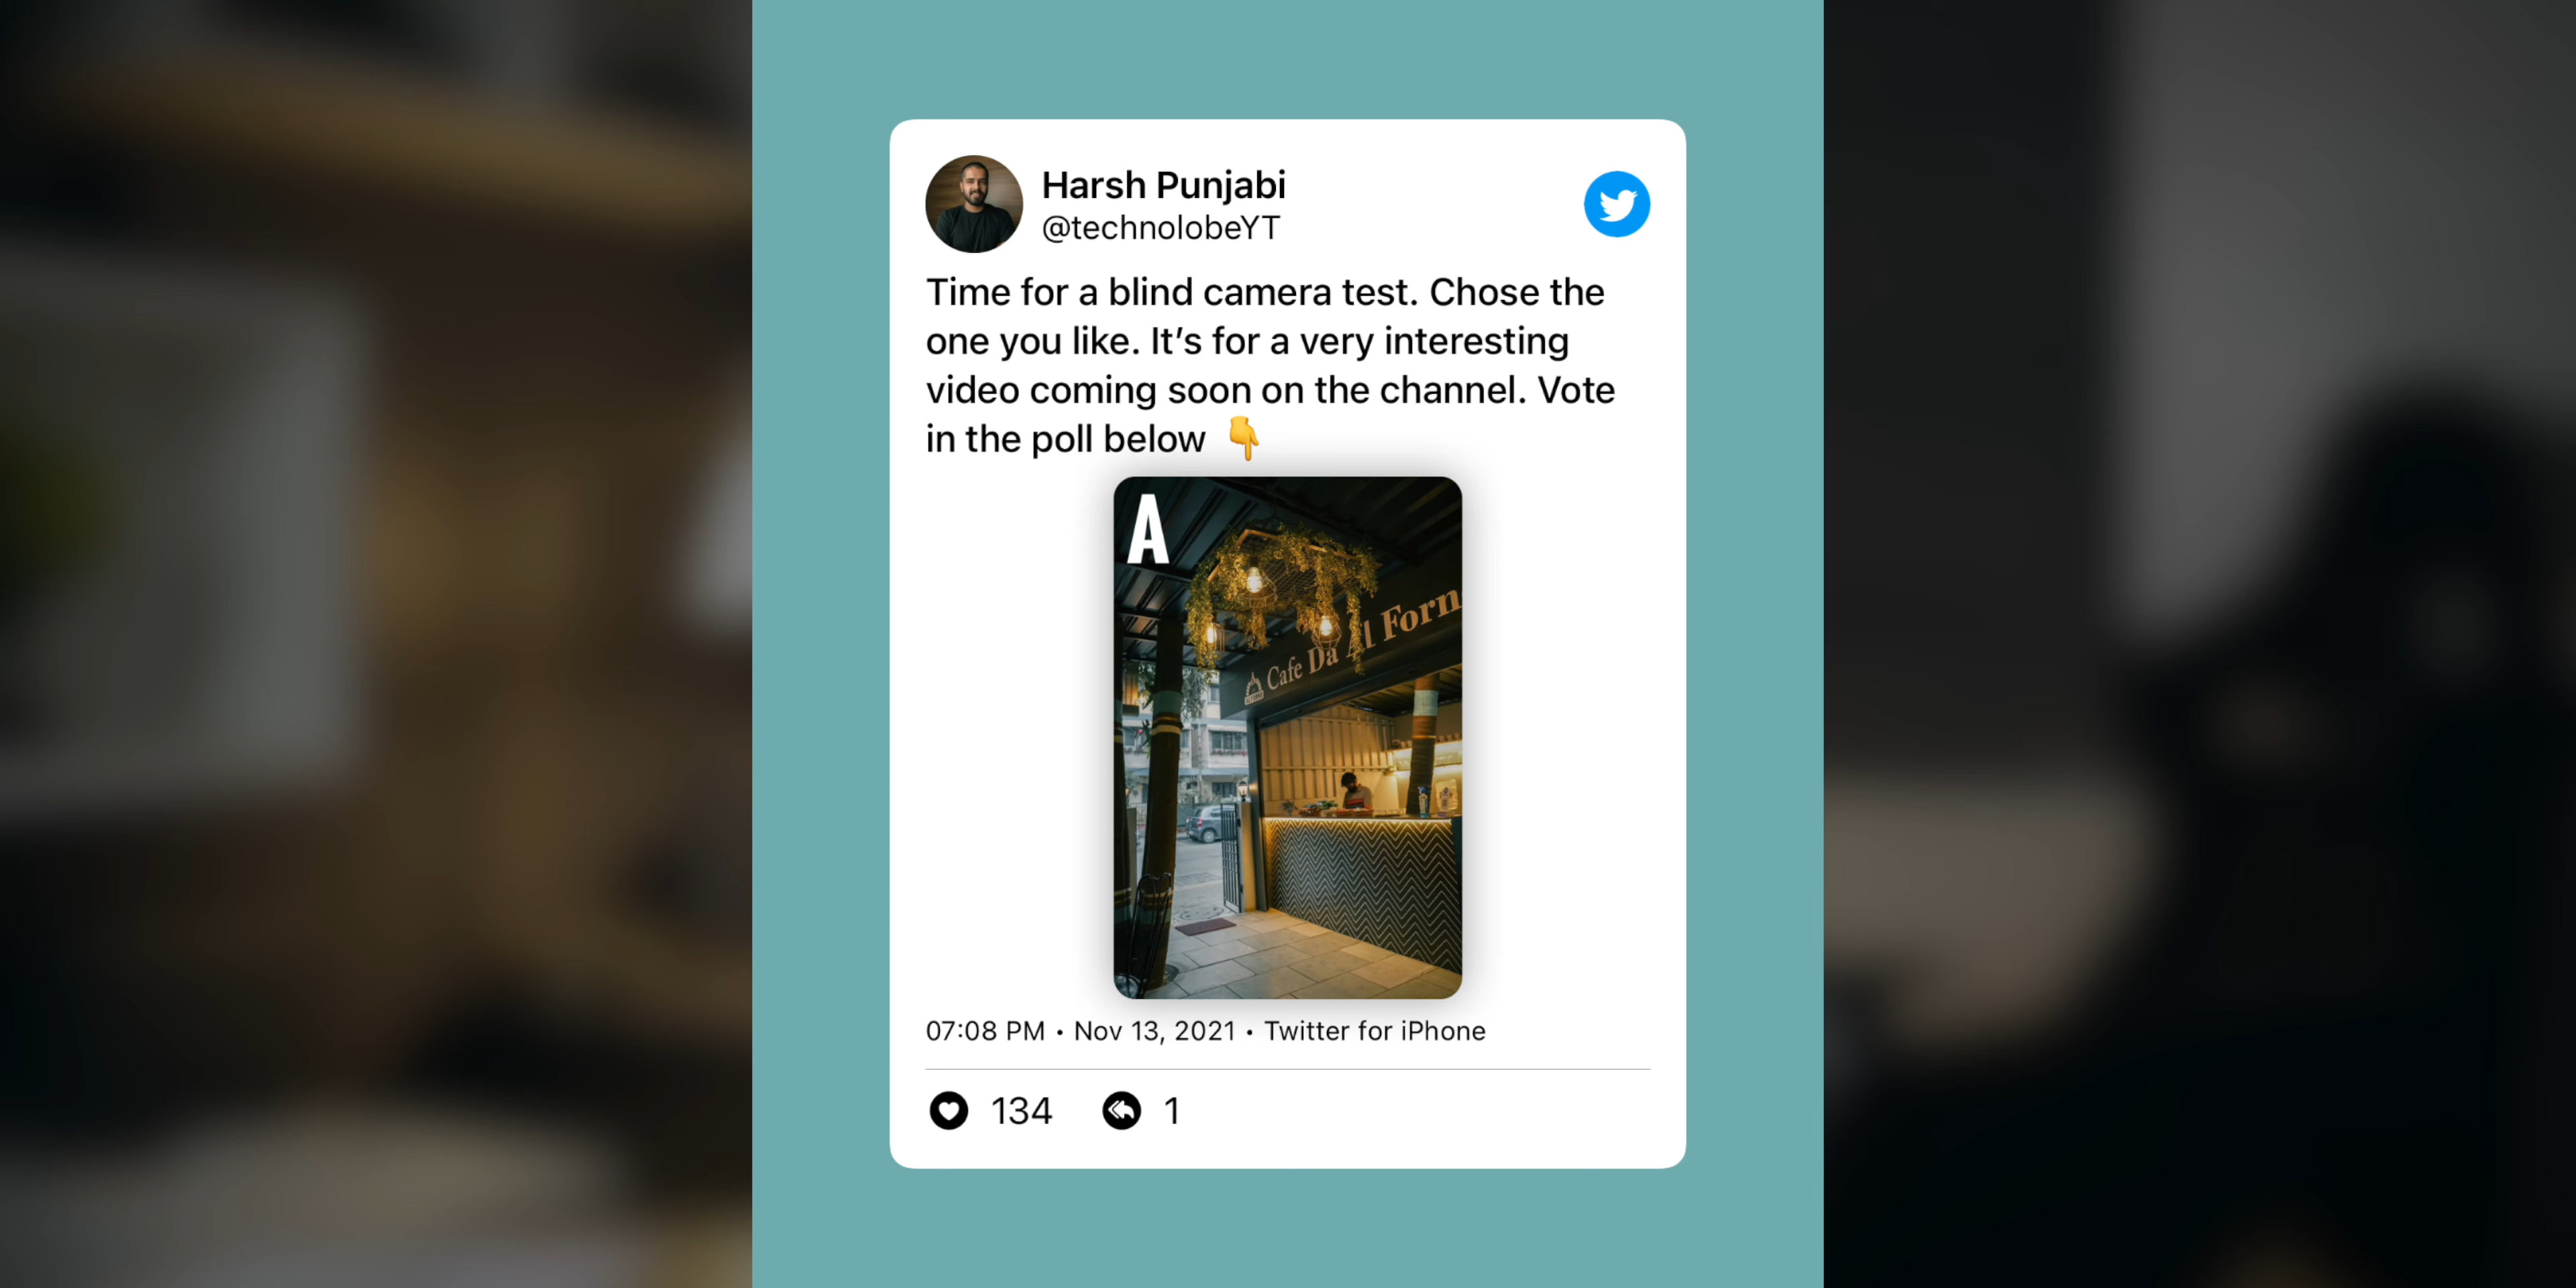 Harsh Punjabi
@technolobeYT
Time for a blind camera test. Chose the
one you like. It’s for a very interesting
video coming soon on the channel. Vote
in the poll below 👇
A
Cafe Da Al Forn
07:08 PM • Nov 13, 2021 • Twitter for iPhone
134 1